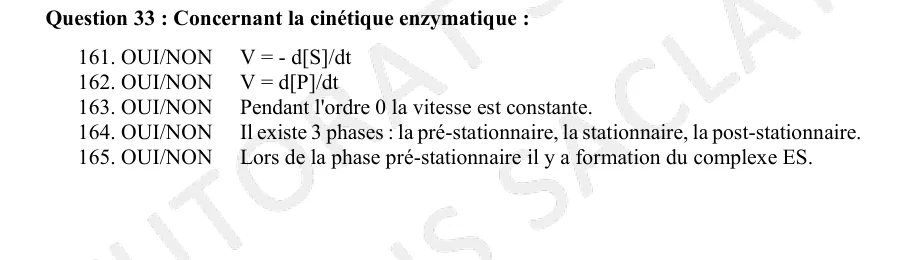 Question 33 : Concernant la cinétique enzymatique :
161. OUI/NON V = - d[S]/dt
162. OUI/NON V = d[P]/dt
163. OUI/NON Pendant l'ordre 0 la vitesse est constante.
164. OUI/NON Il existe 3 phases : la pré-stationnaire, la stationnaire, la post-stationnaire.
165. OUI/NON Lors de la phase pré-stationnaire il y a formation du complexe ES.